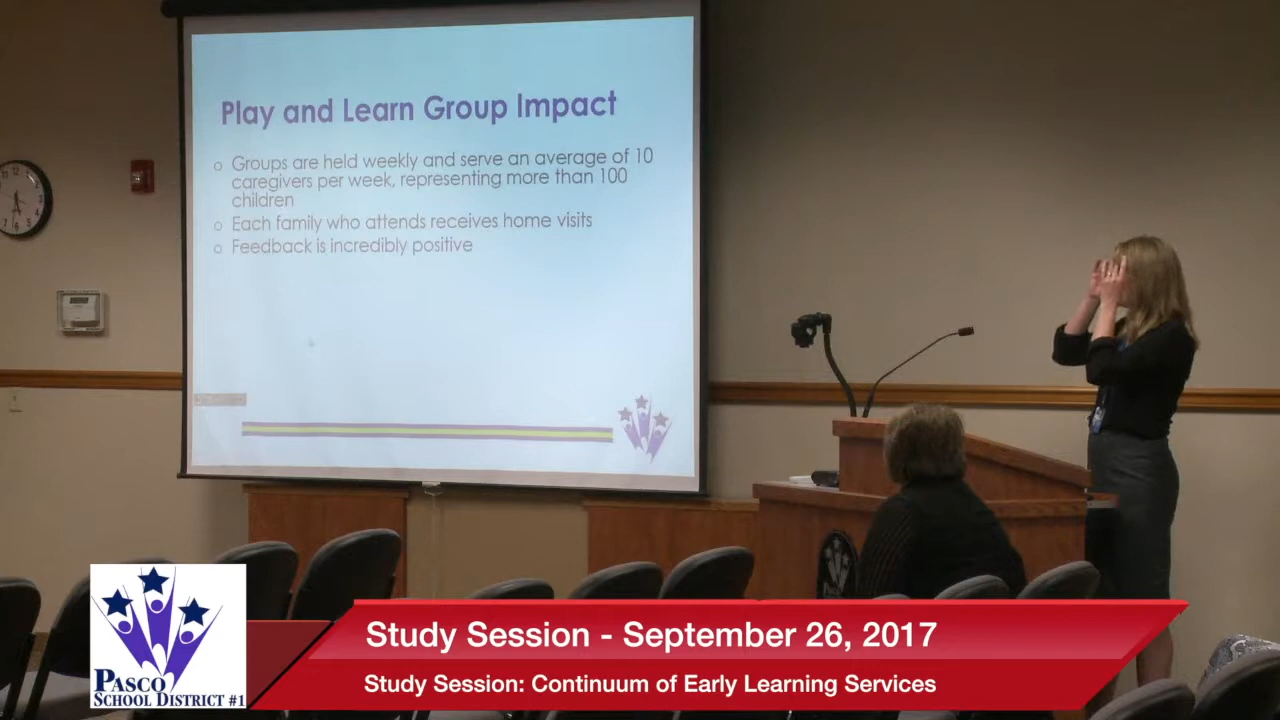 Play and Learn Group Impact
Groups are held weekly and serve an average of 10
caregivers per week, representing more than 100
children
Each family who attends receives home visits
Feedback is incredibly positive
Study Session - September 26, 2017
Study Session: Continuum of Early Learning Services
PASCO
SCHOOL DISTRICT #1